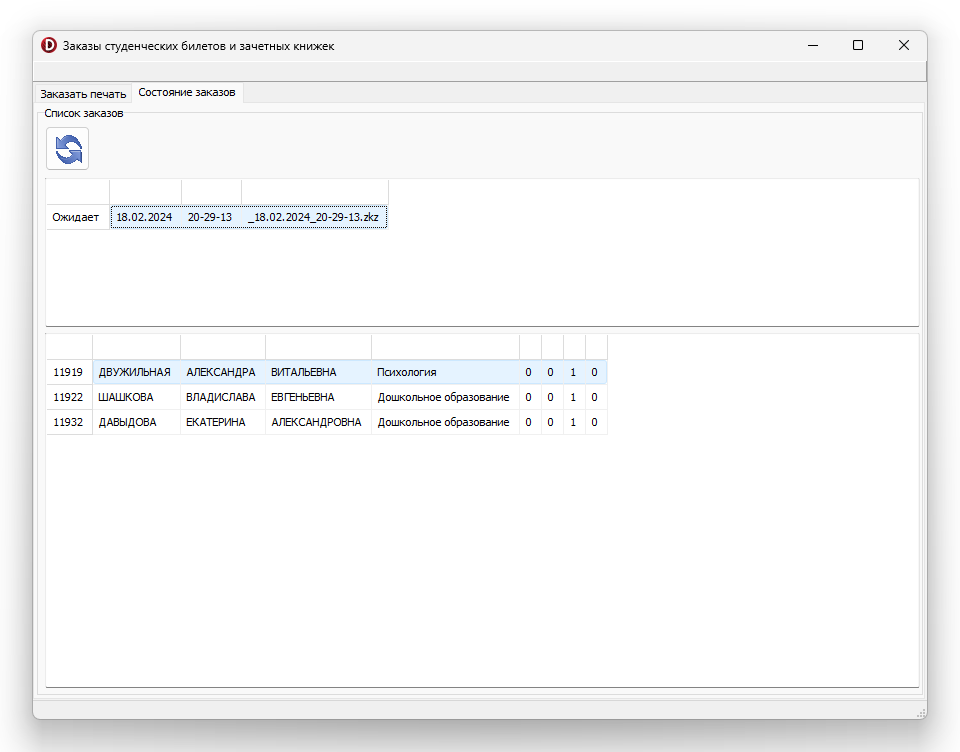 Заказы студенческих билетов и зачетных книжек
Заказать печать Состояние заказов
Список заказов
Ожидает 18.02.2024 20-29-13 _18.02.2024_20-29-13.zkz
11919 ДВУЖИЛЬНАЯ АЛЕКСАНДРА ВИТАЛЬЕВНА Психология 0 0 1 0
11922 ШАШКОВА ВЛАДИСЛАВА ЕВГЕНЬЕВНА Дошкольное образование 0 0 1 0
11932 ДАВЫДОВА ЕКАТЕРИНА АЛЕКСАНДРОВНА Дошкольное образование 0 0 1 0